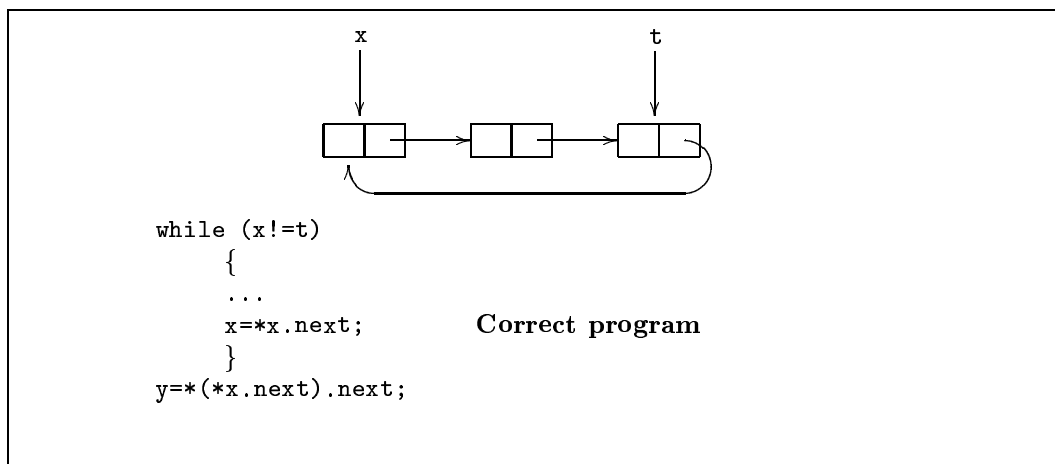 x t
while (x!=t)
{
...
x=*x.next; Correct program
}
y=*(*x.next).next;